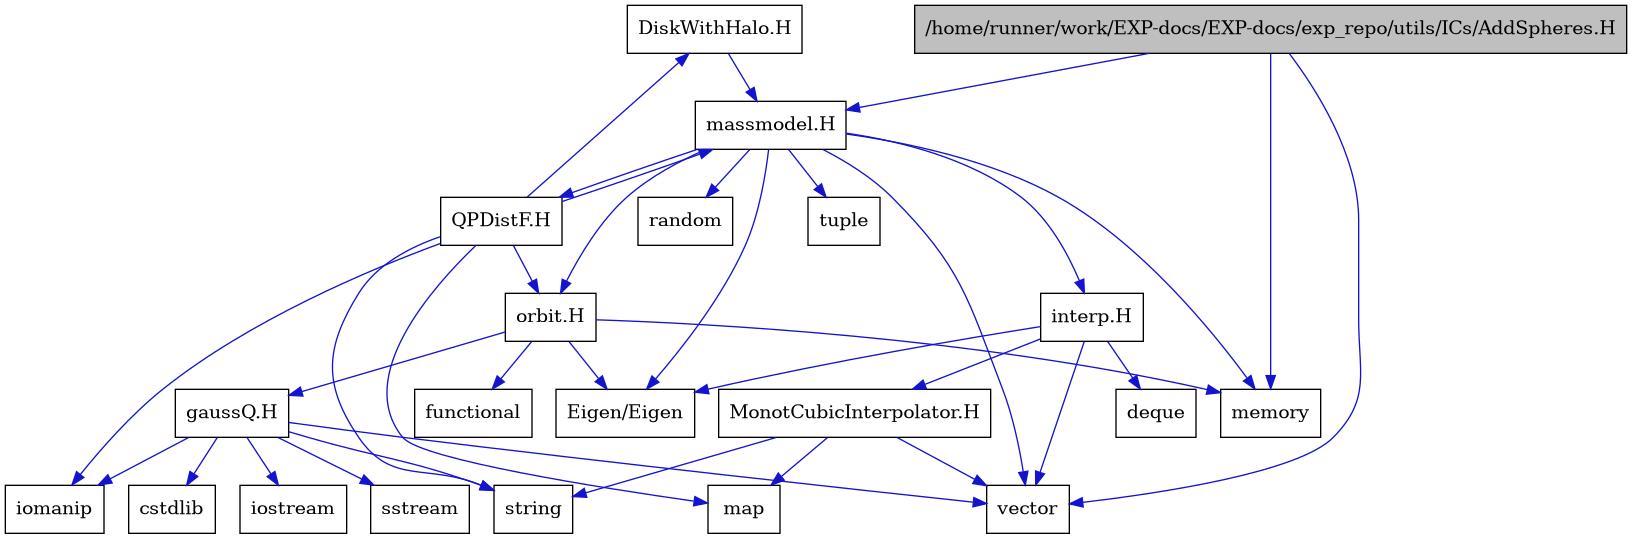 DiskWithHalo.H
/home/runner/work/EXP-docs/EXP-docs/exp_repo/utils/ICs/AddSpheres.H
massmodel.H
QPDistF.H
random
tuple
orbit.H
interp.H
gaussQ.H
functional
Eigen/Eigen
MonotCubicInterpolator.H
deque
memory
iomanip
cstdlib
iostream
sstream
string
map
vector